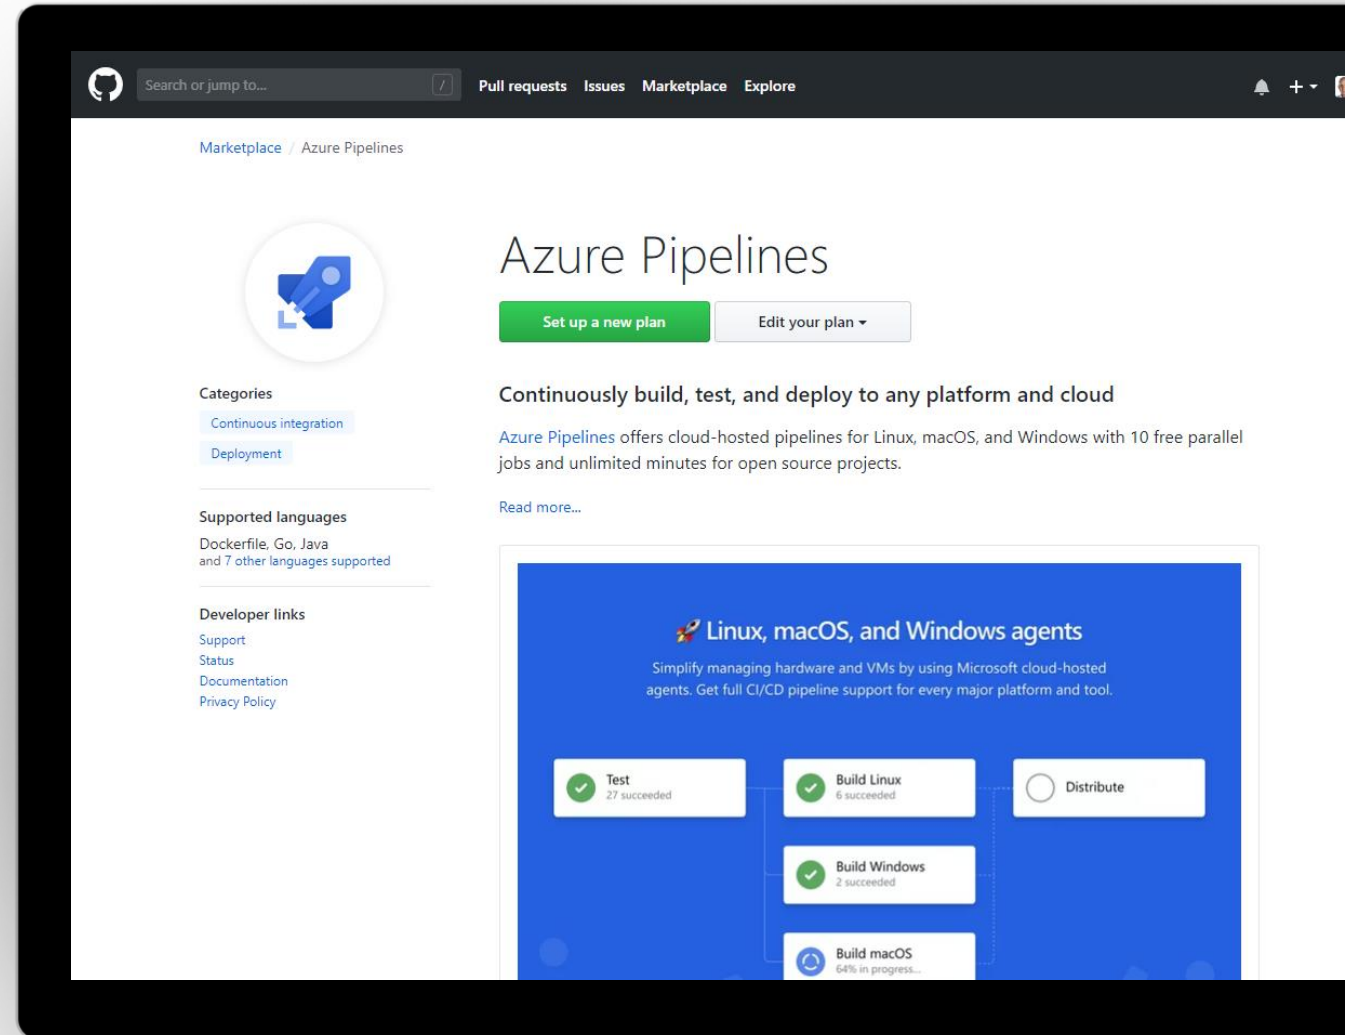 Search or jump to... /
Pull requests Issues Marketplace Explore
Marketplace / Azure Pipelines
Azure Pipelines
Set up a new plan
Edit your plan
Categories
Continuous integration
Deployment
Supported languages
Dockerfile, Go, Java
and 7 other languages supported
Developer links
Support
Status
Documentation
Privacy Policy
Continuously build, test, and deploy to any platform and cloud
Azure Pipelines offers cloud-hosted pipelines for Linux, macOS, and Windows with 10 free parallel
jobs and unlimited minutes for open source projects.
Read more...
Linux, macOS, and Windows agents
Simplify managing hardware and VMs by using Microsoft cloud-hosted
agents. Get full CI/CD pipeline support for every major platform and tool.
Test
27 succeeded
Build Linux
6 succeeded
Distribute
Build Windows
2 succeeded
Build macOS
64% in progress...